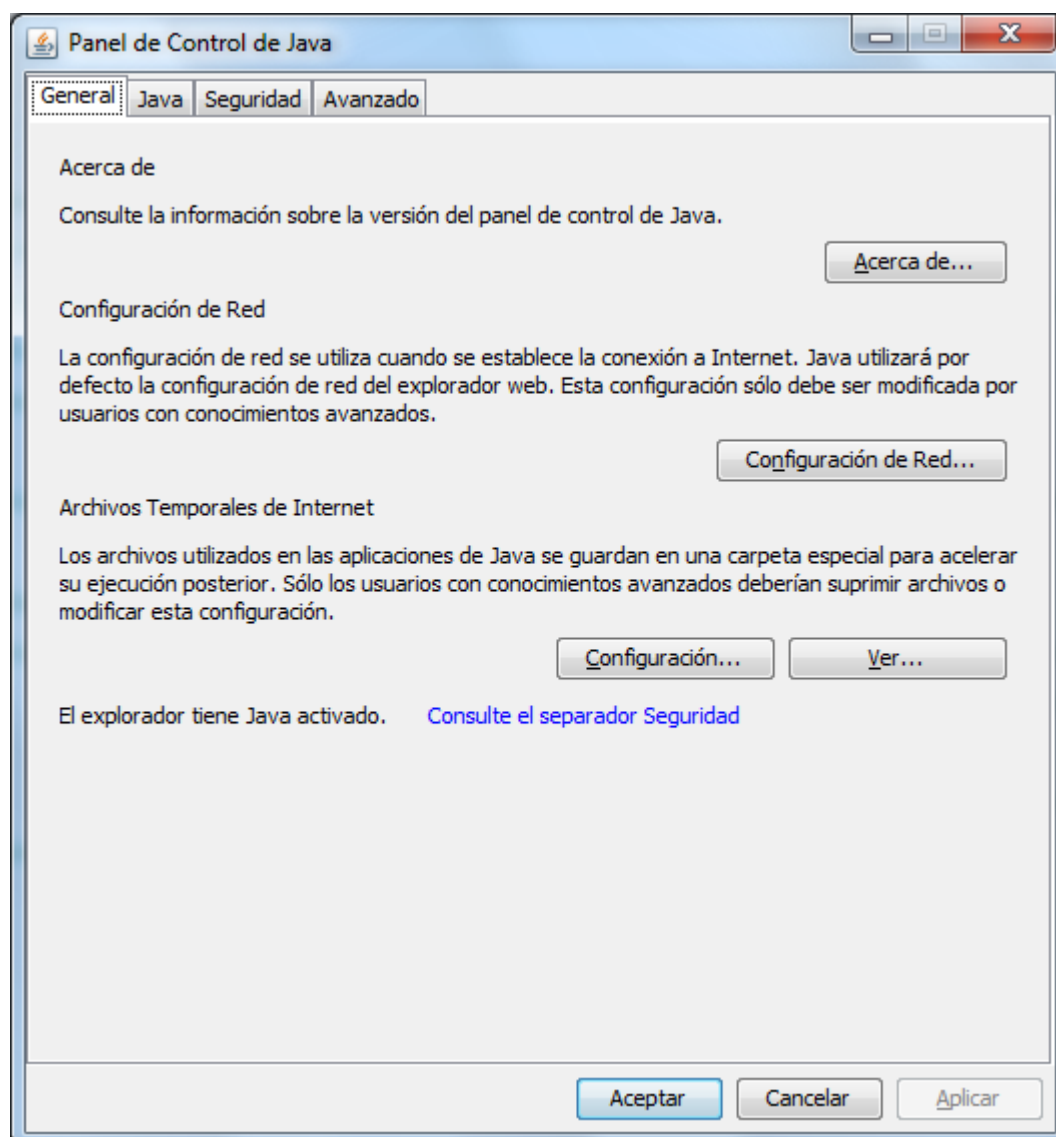 Panel de Control de Java
General Java Seguridad Avanzado
Acerca de
Consulte la información sobre la versión del panel de control de Java.
Acerca de...
Configuración de Red
La configuración de red se utiliza cuando se establece la conexión a Internet. Java utilizará por
defecto la configuración de red del explorador web. Esta configuración sólo debe ser modificada por
usuarios con conocimientos avanzados.
Configuración de Red...
Archivos Temporales de Internet
Los archivos utilizados en las aplicaciones de Java se guardan en una carpeta especial para acelerar
su ejecución posterior. Sólo los usuarios con conocimientos avanzados deberían suprimir archivos o
modificar esta configuración.
Configuración... Ver...
El explorador tiene Java activado. Consulte el separador Seguridad
Aceptar Cancelar Aplicar